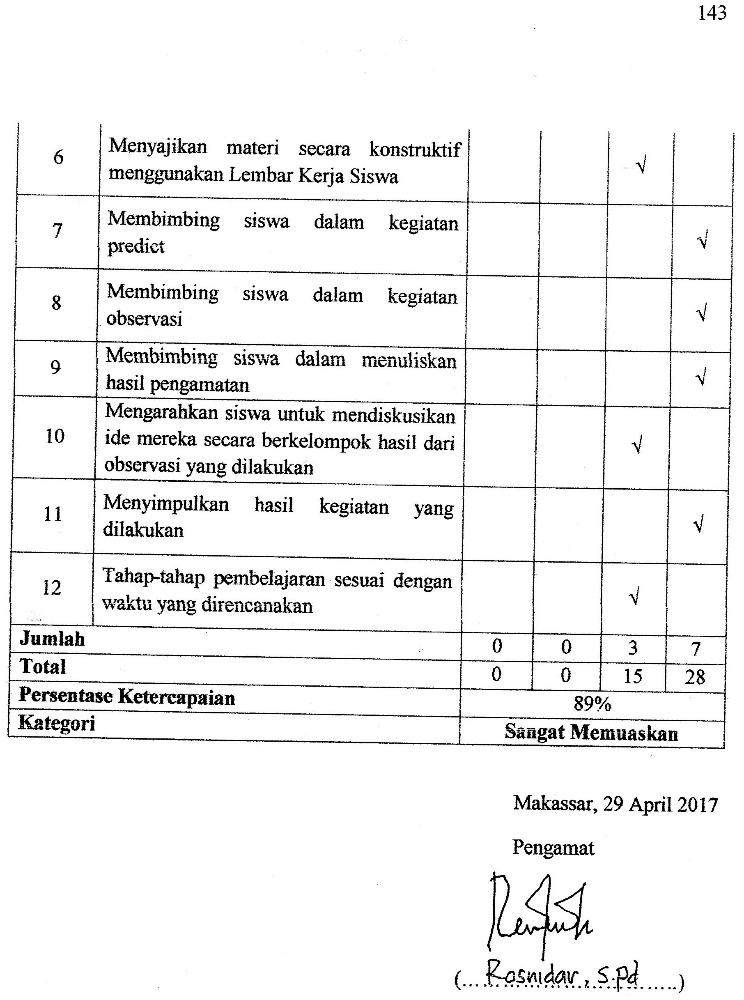 143
6 Menyajikan materi secara konstruktif
menggunakan Lembar Kerja Siswa √
7 Membimbing siswa dalam kegiatan
predict √
8 Membimbing siswa dalam kegiatan
observasi √
9 Membimbing siswa dalam menuliskan
hasil pengamatan √
10 Mengarahkan siswa untuk mendiskusikan
ide mereka secara berkelompok hasil dari
observasi yang dilakukan √
11 Menyimpulkan hasil kegiatan yang
dilakukan √
12 Tahap-tahap pembelajaran sesuai dengan
waktu yang direncanakan √
Jumlah 0 0 3 7
Total 0 0 15 28
Persentase Ketercapaian 89%
Kategori Sangat Memuaskan
Makassar, 29 April 2017
Pengamat
(...Rosnidar, S.Pd......)